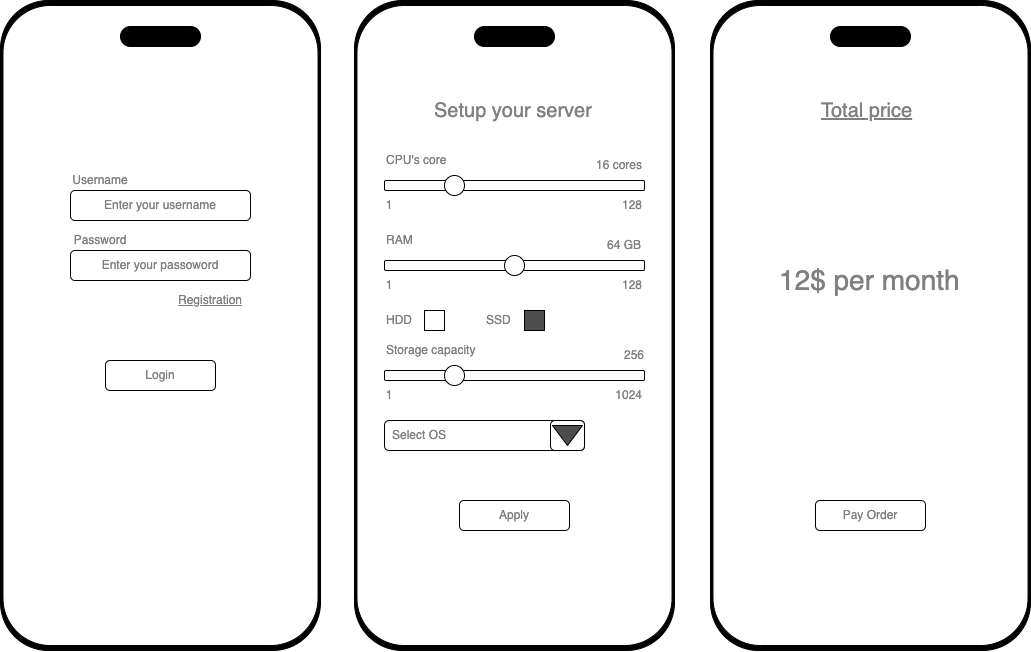 Username
Enter your username
Password
Enter your passoword
Registration
Login
Setup your server
CPU's core
16 cores
1
128
RAM
64 GB
1
128
HDD
SSD
Storage capacity
256
1
1024
Select OS
Apply
Total price
12$ per month
Pay Order